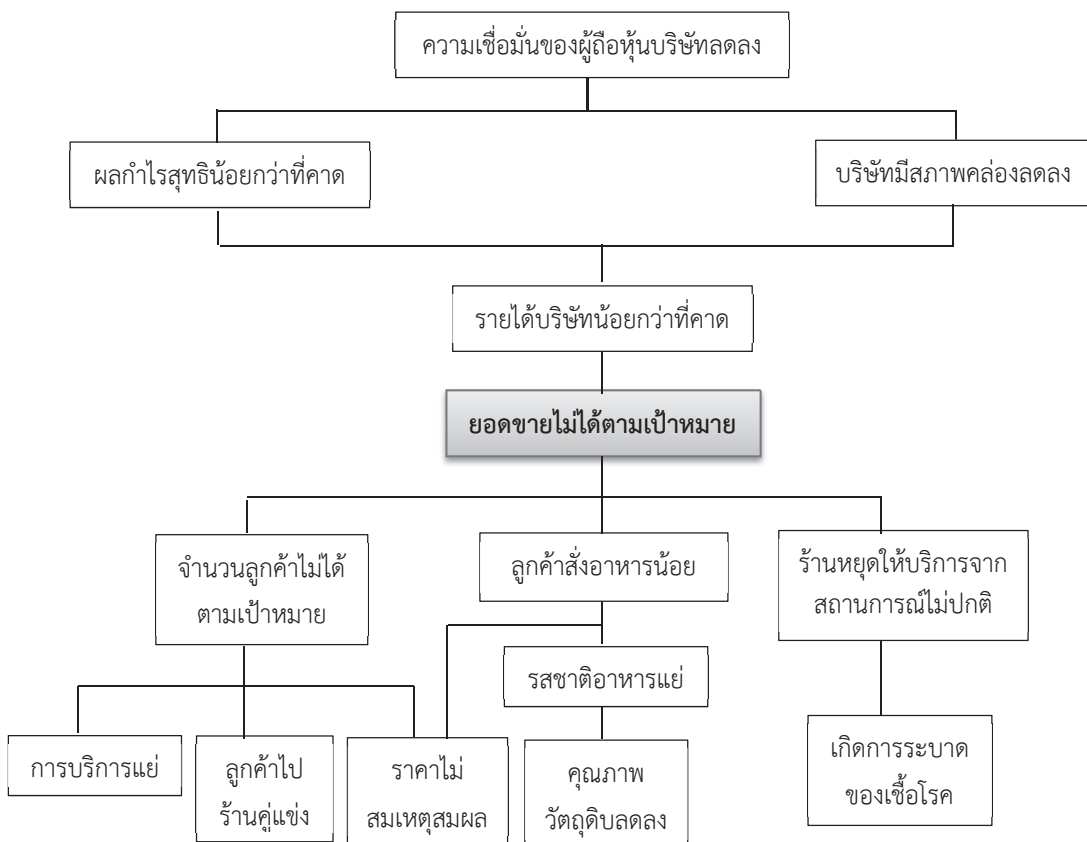 ความเชื่อมั่นของผู้ถือหุ้นบริษัทลดลง
ผลกำไรสุทธิน้อยกว่าที่คาด
บริษัทมีสภาพคล่องลดลง
รายได้บริษัทน้อยกว่าที่คาด
ยอดขายไม่ได้ตามเป้าหมาย
จำนวนลูกค้าไม่ได้
ตามเป้าหมาย
ลูกค้าสั่งอาหารน้อย
ร้านหยุดให้บริการจาก
สถานการณ์ไม่ปกติ
รสชาติอาหารแย่
การบริการแย่
ลูกค้าไป
ร้านคู่แข่ง
ราคาไม่
สมเหตุสมผล
คุณภาพ
วัตถุดิบลดลง
เกิดการระบาด
ของเชื้อโรค